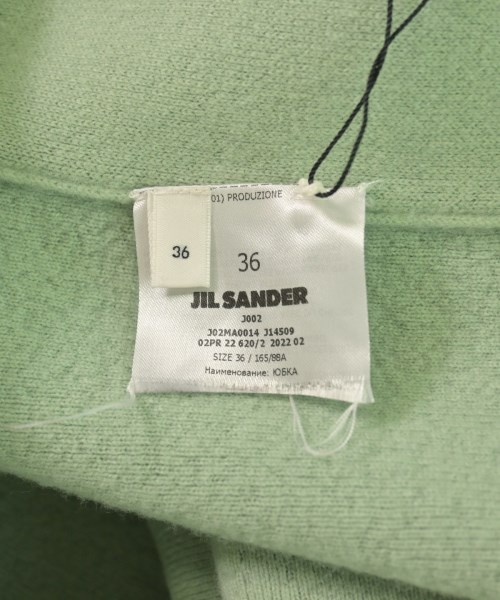 01) PRODUZIONE
36
36
JIL SANDER
J002
J02MA0014 J14509
02PR 22 620/2 2022 02
SIZE 36 / 165/88A
Наименование: ЮБКА